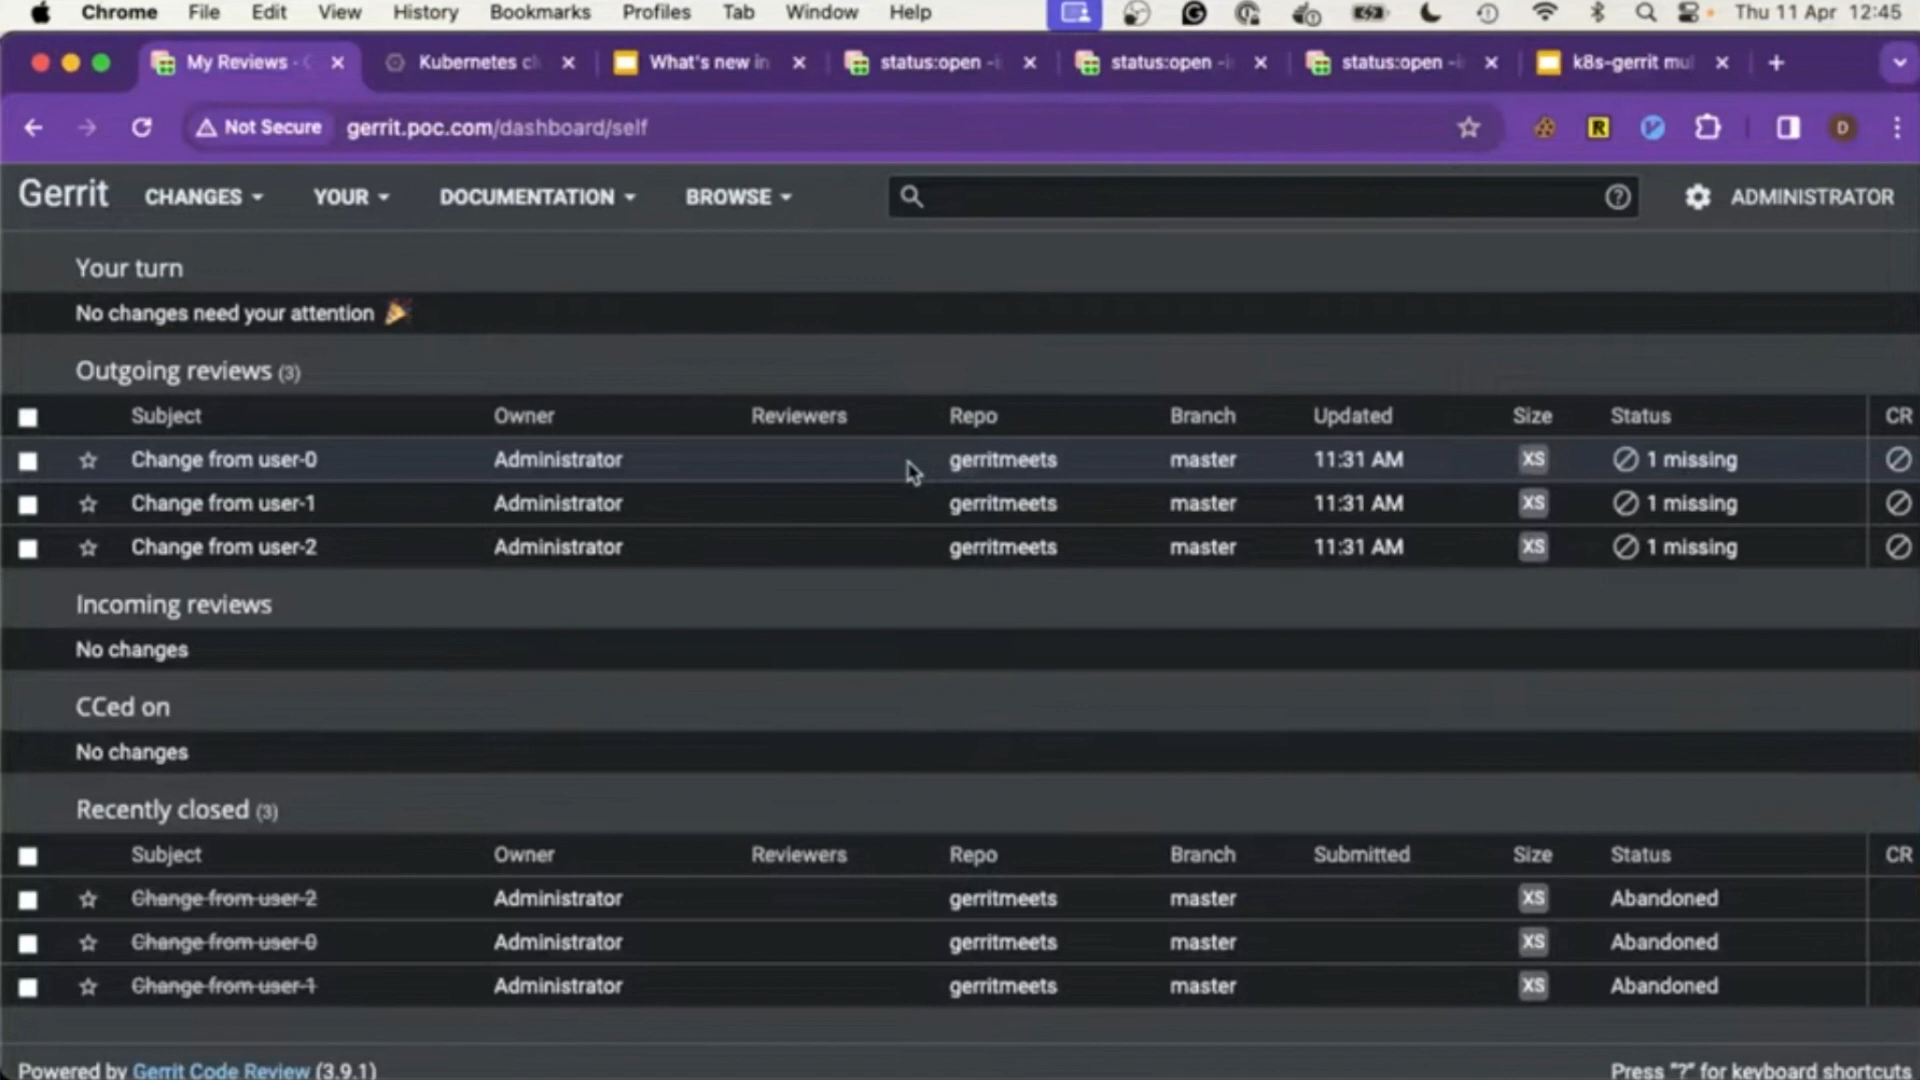 Chrome File Edit View History Bookmarks Profiles Tab Window Help Thu 11 Apr 12:45
My Reviews - Kubernetes cl What's new in status:open - status:open - status:open - k8s-gerrit mul
Not Secure gerrit.poc.com/dashboard/self R D
Gerrit CHANGES YOUR DOCUMENTATION BROWSE ADMINISTRATOR
Your turn
No changes need your attention 🎉
Outgoing reviews (3)
Subject Owner Reviewers Repo Branch Updated Size Status CR
Change from user-0 Administrator gerritmeets master 11:31 AM XS 1 missing
Change from user-1 Administrator gerritmeets master 11:31 AM XS 1 missing
Change from user-2 Administrator gerritmeets master 11:31 AM XS 1 missing
Incoming reviews
No changes
CCed on
No changes
Recently closed (3)
Subject Owner Reviewers Repo Branch Submitted Size Status CR
Change from user-2 Administrator gerritmeets master XS Abandoned
Change from user-0 Administrator gerritmeets master XS Abandoned
Change from user-1 Administrator gerritmeets master XS Abandoned
Powered by Gerrit Code Review (3.9.1) Press "?" for keyboard shortcuts